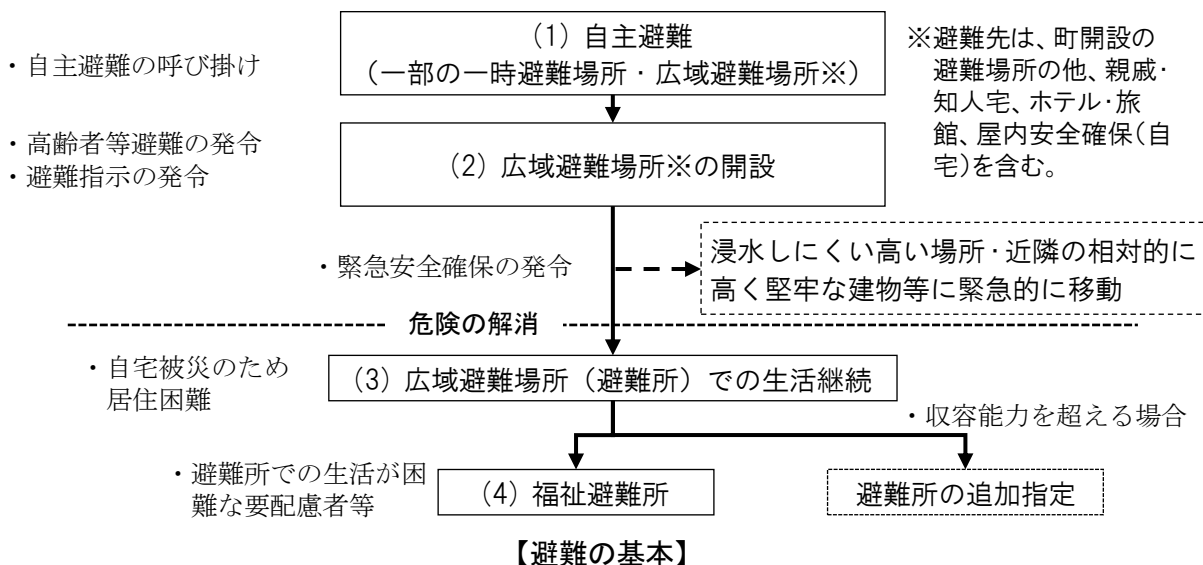 (1) 自主避難
(一部の一時避難場所・広域避難場所※)
・自主避難の呼び掛け
※避難先は、町開設の
避難場所の他、親戚・
知人宅、ホテル・旅
館、屋内安全確保(自
宅)を含む。
・高齢者等避難の発令
・避難指示の発令
(2) 広域避難場所※の開設
・緊急安全確保の発令
浸水しにくい高い場所・近隣の相対的に
高く堅牢な建物等に緊急的に移動
危険の解消
・自宅被災のため
居住困難
(3) 広域避難場所(避難所)での生活継続
・収容能力を超える場合
・避難所での生活が困
難な要配慮者等
(4) 福祉避難所
避難所の追加指定
【避難の基本】